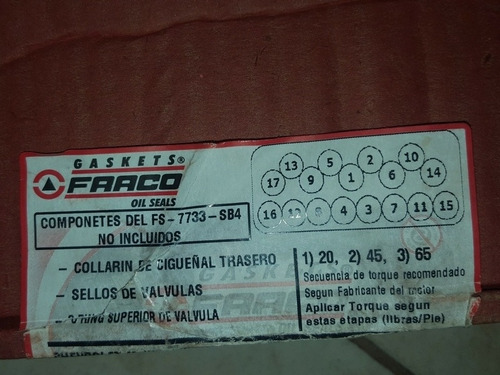 GASKETS®
FRACO
OIL SEALS
COMPONETES DEL FS-7733-SB4
NO INCLUIDOS
- COLLARIN DE CIGUEÑAL TRASERO
- SELLOS DE VALVULAS
- O'RING SUPERIOR DE VALVULA
13 5 2 10
17 9 1 6 14
16 12 8 4 3 7 11 15
1) 20, 2) 45, 3) 65
Secuencia de torque recomendado
Segun Fabricante del motor
Aplicar Torque segun
estas etapas (libras/Pie)